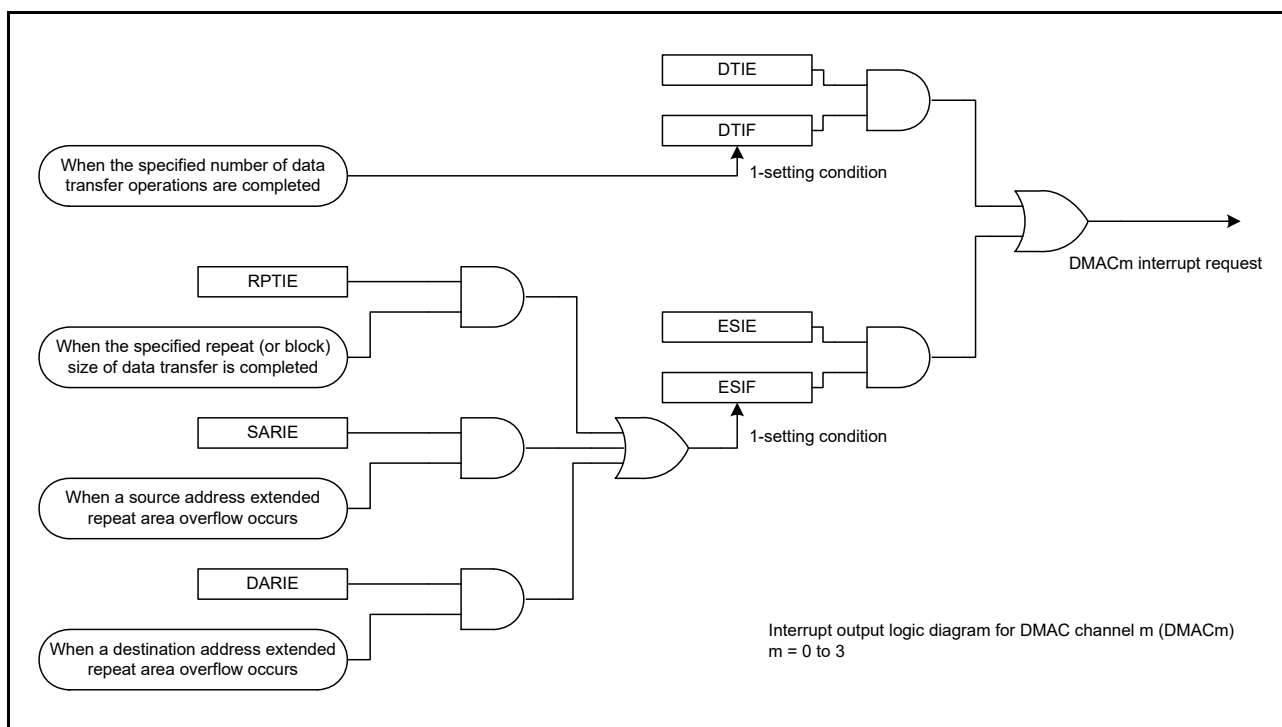 DTIE
DTIF
When the specified number of data
transfer operations are completed
1-setting condition
DMACm interrupt request
RPTIE
When the specified repeat (or block)
size of data transfer is completed
ESIE
ESIF
1-setting condition
SARIE
When a source address extended
repeat area overflow occurs
DARIE
When a destination address extended
repeat area overflow occurs
Interrupt output logic diagram for DMAC channel m (DMACm)
m = 0 to 3